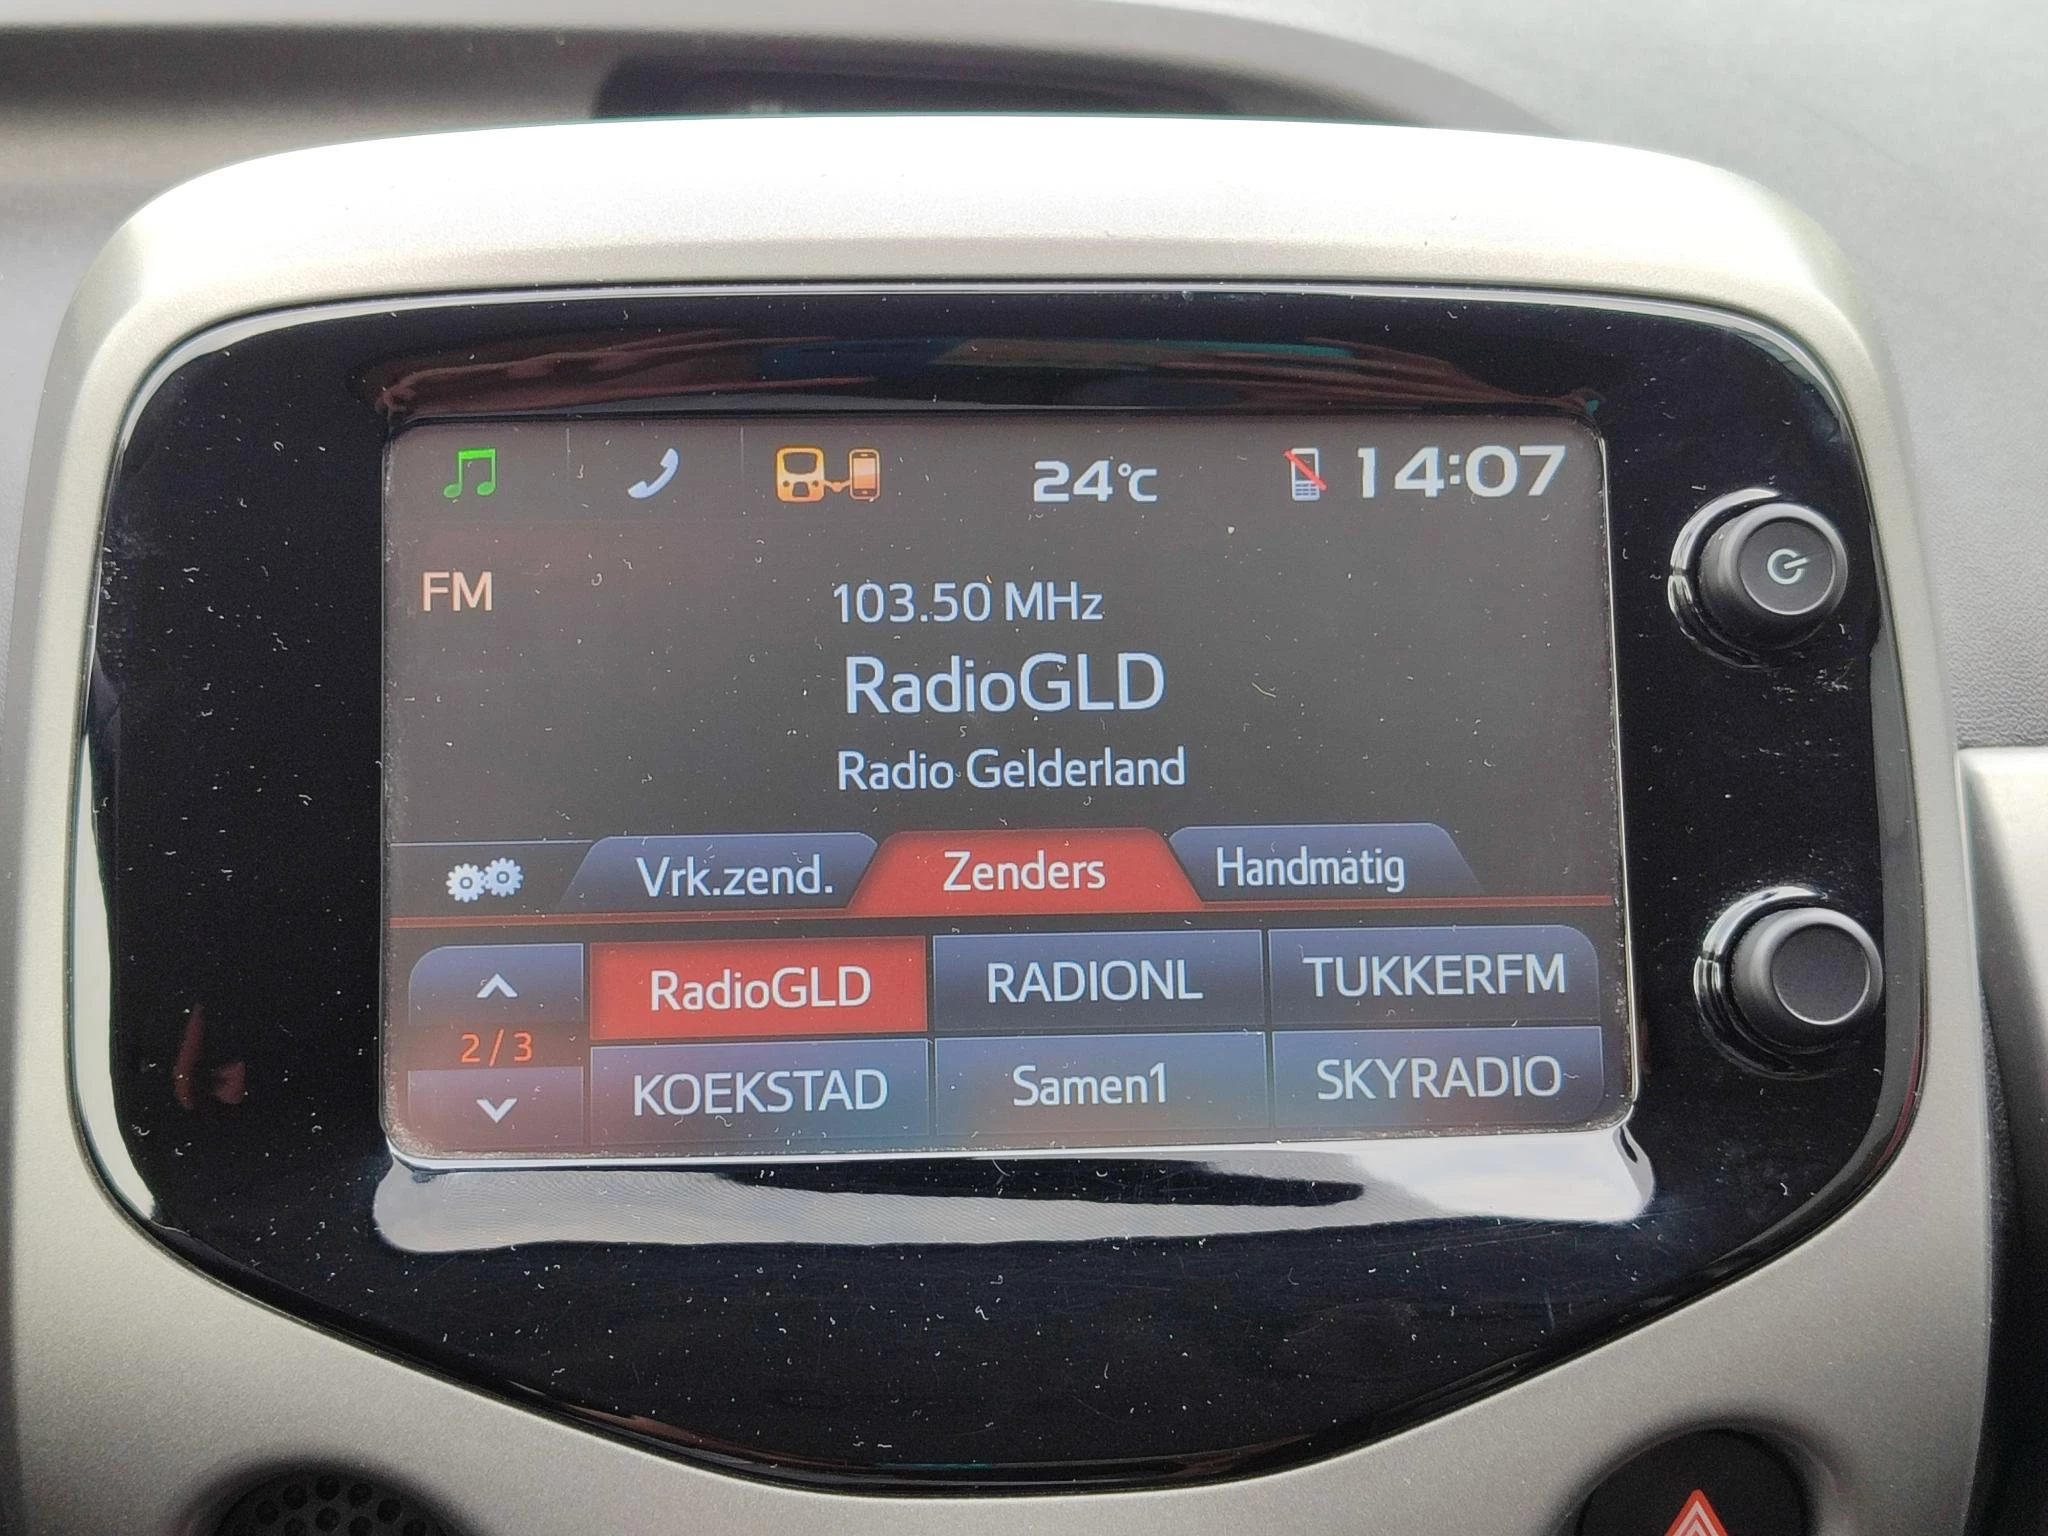 24°C
14:07
FM
103.50 MHz
RadioGLD
Radio Gelderland
Vrk.zend.
Zenders
Handmatig
RadioGLD
RADIONL
TUKKERFM
2/3
KOEKSTAD
Samen1
SKYRADIO